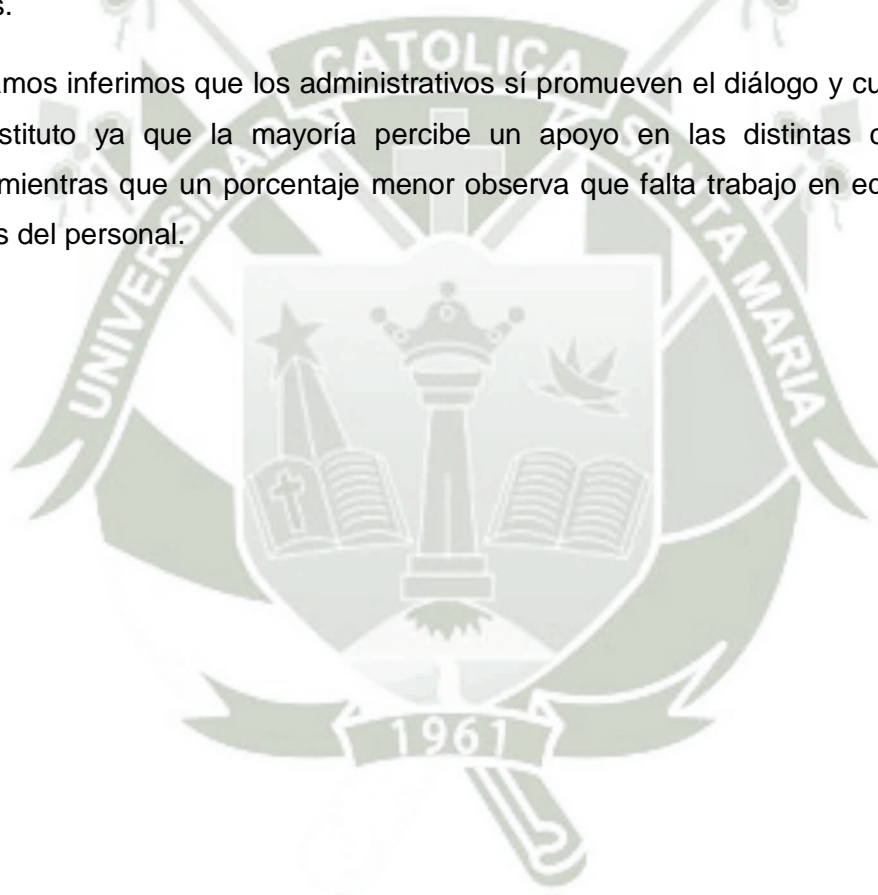 s.
CATOLICA
amos inferimos que los administrativos sí promueven el diálogo y cu
stituto ya que la mayoría percibe un apoyo en las distintas
mientras que un porcentaje menor observa que falta trabajo en
s del personal.
UNIVERSIDAD
SANTA MARIA
1961